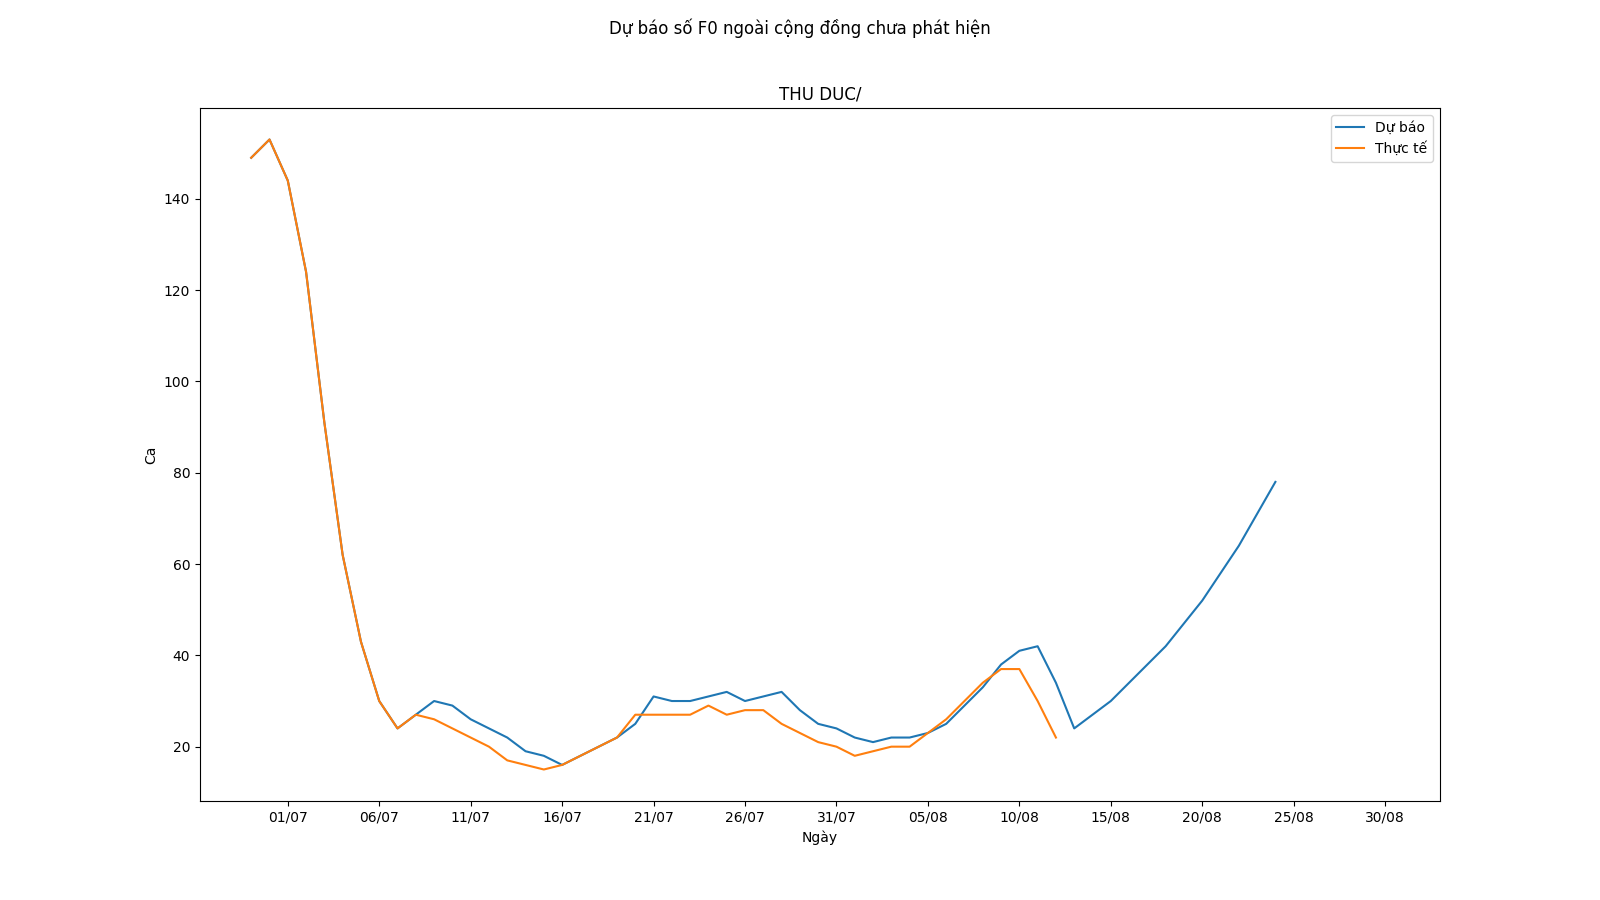 Dự báo số F0 ngoài cộng đồng chưa phát hiện
THU DUC/
Dự báo
Thực tế
140
120
100
80
60
40
20
Ca
01/07 06/07 11/07 16/07 21/07 26/07 31/07 05/08 10/08 15/08 20/08 25/08 30/08
Ngày